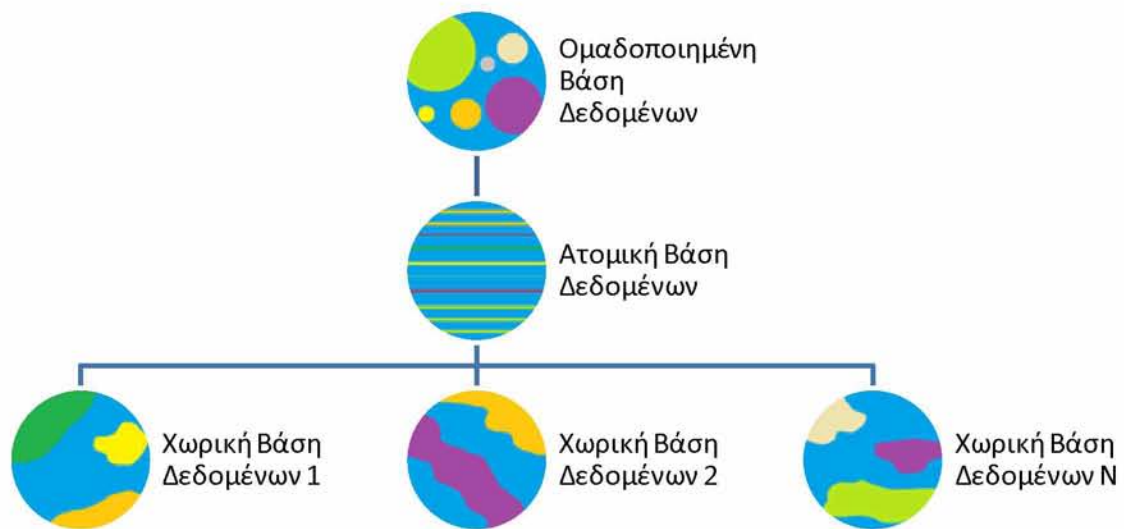 Ομαδοποιημένη
Βάση
Δεδομένων
Ατομική Βάση
Δεδομένων
Χωρική Βάση
Δεδομένων 1
Χωρική Βάση
Δεδομένων 2
Χωρική Βάση
Δεδομένων Ν